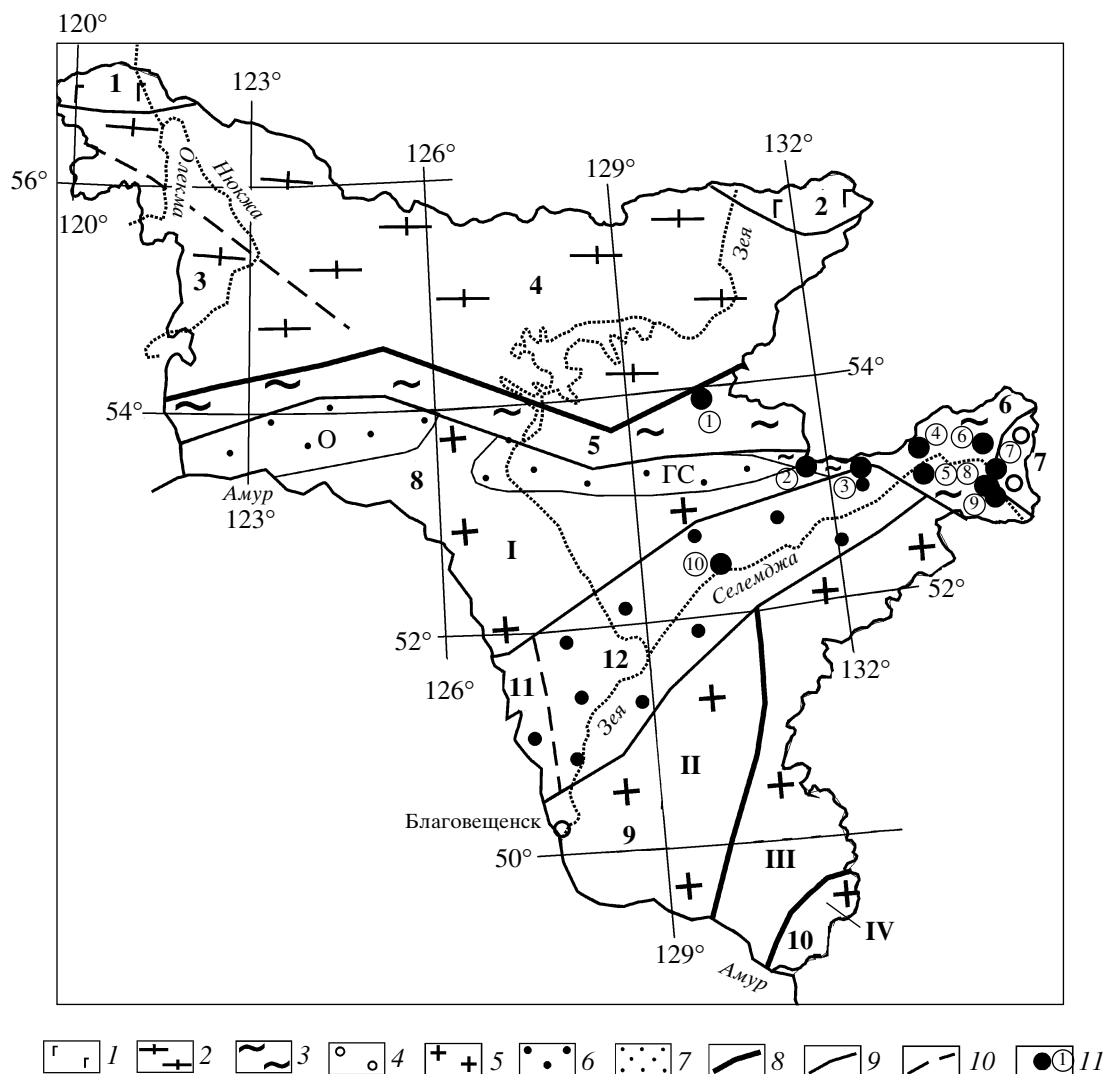 120°
1
123°
126°
132°
129°
56°
2
Г
Г
Олекма
Нюкжа
120°
Зея
3
4
54°
54°
6
①
④
⑥
О
5
⑦
7
8
ГС
②
③
⑤
⑧
⑨
Амур
123°
I
⑩
Селемджа
52°
52°
12
126°
11
132°
Зея
II
Благовещенск
9
50°
III
IV
10
129°
Амур
г г 1 2 3 4 5 6 7 8 9 10 ① 11